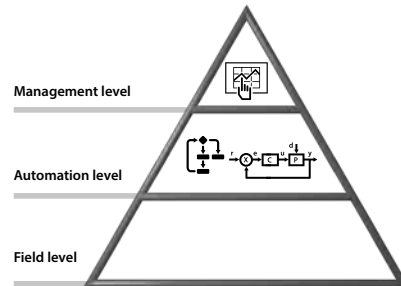 Management level
Automation level
r e u d y
X C P
Field level